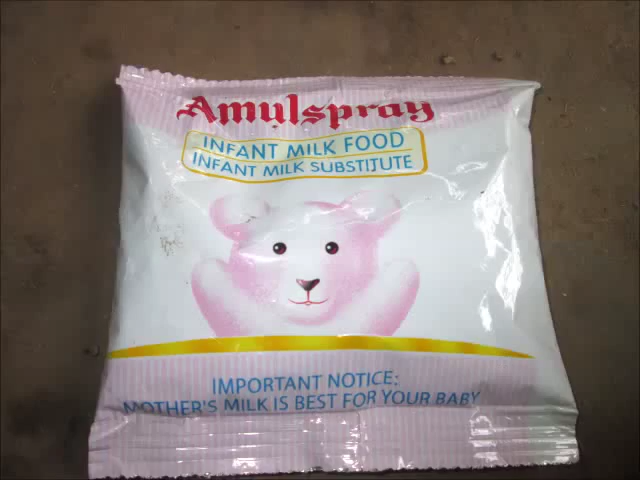 Amulspray
INFANT MILK FOOD
INFANT MILK SUBSTITUTE
IMPORTANT NOTICE:
MOTHER'S MILK IS BEST FOR YOUR BABY